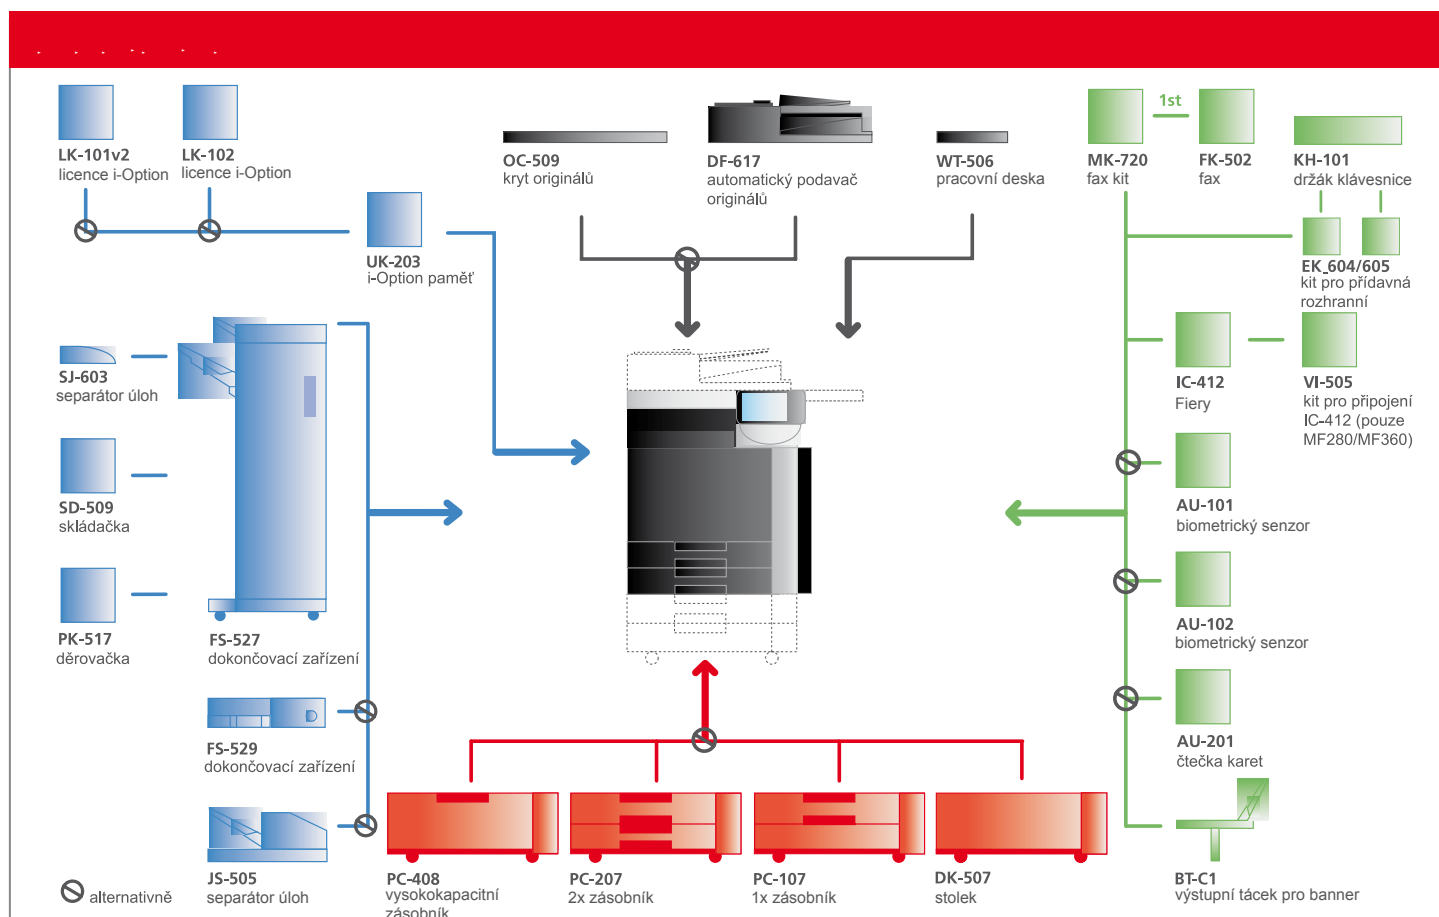 LK-101v2
licence i-Option
LK-102
licence i-Option
UK-203
i-Option paměť
OC-509
kryt originálů
DF-617
automatický podavač
originálů
WT-506
pracovní deska
MK-720
fax kit
1st
FK-502
fax
KH-101
držák klávesnice
EK_604/605
kit pro přídavná
rozhranní
SJ-603
separátor úloh
SD-509
skládačka
PK-517
děrovačka
FS-527
dokončovací zařízení
FS-529
dokončovací zařízení
JS-505
separátor úloh
IC-412
Fiery
VI-505
kit pro připojení
IC-412 (pouze
MF280/MF360)
AU-101
biometrický senzor
AU-102
biometrický senzor
AU-201
čtečka karet
BT-C1
výstupní tácek pro banner
PC-408
vysokokapacitní
zásobník
PC-207
2x zásobník
PC-107
1x zásobník
DK-507
stolek
alternativně